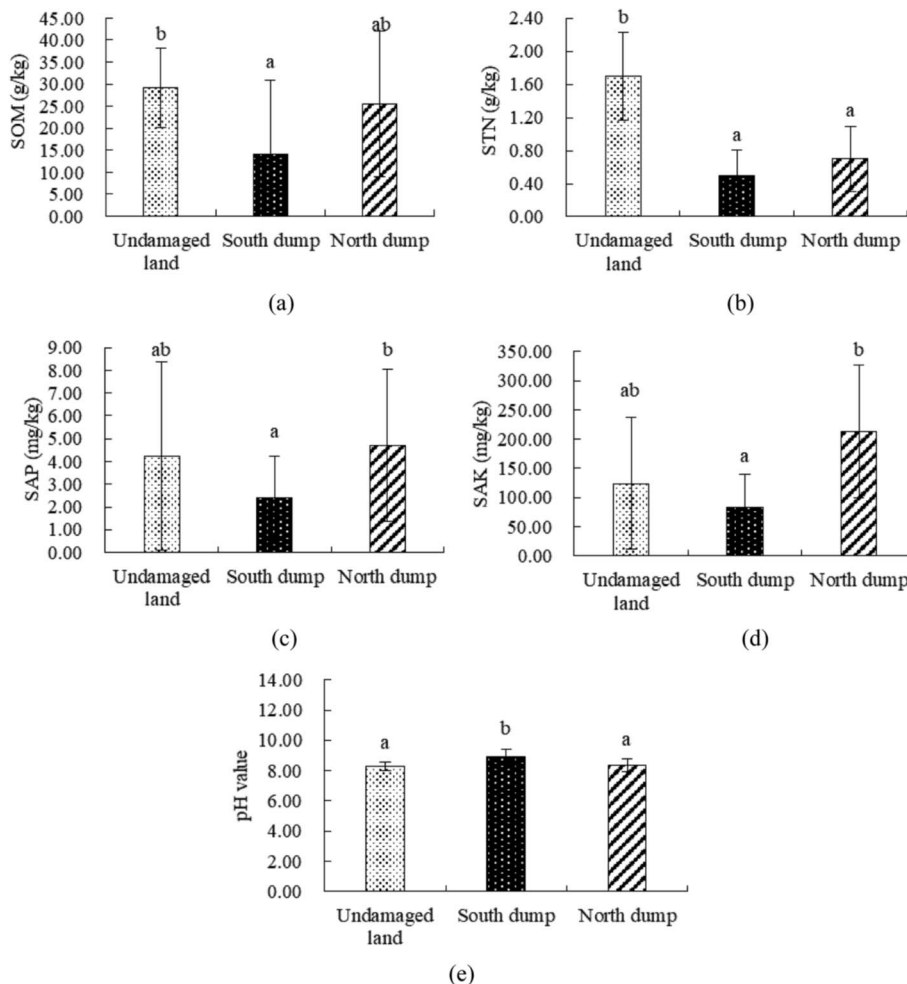 SOM (g/kg)
45.00
40.00
35.00
30.00
25.00
20.00
15.00
10.00
5.00
0.00
b
a
ab
Undamaged land
South dump
North dump
(a)
STN (g/kg)
2.40
2.00
1.60
1.20
0.80
0.40
0.00
b
a
a
Undamaged land
South dump
North dump
(b)
SAP (mg/kg)
9.00
8.00
7.00
6.00
5.00
4.00
3.00
2.00
1.00
0.00
ab
a
b
Undamaged land
South dump
North dump
(c)
SAK (mg/kg)
350.00
300.00
250.00
200.00
150.00
100.00
50.00
0.00
ab
a
b
Undamaged land
South dump
North dump
(d)
pH value
14.00
12.00
10.00
8.00
6.00
4.00
2.00
0.00
a
b
a
Undamaged land
South dump
North dump
(e)